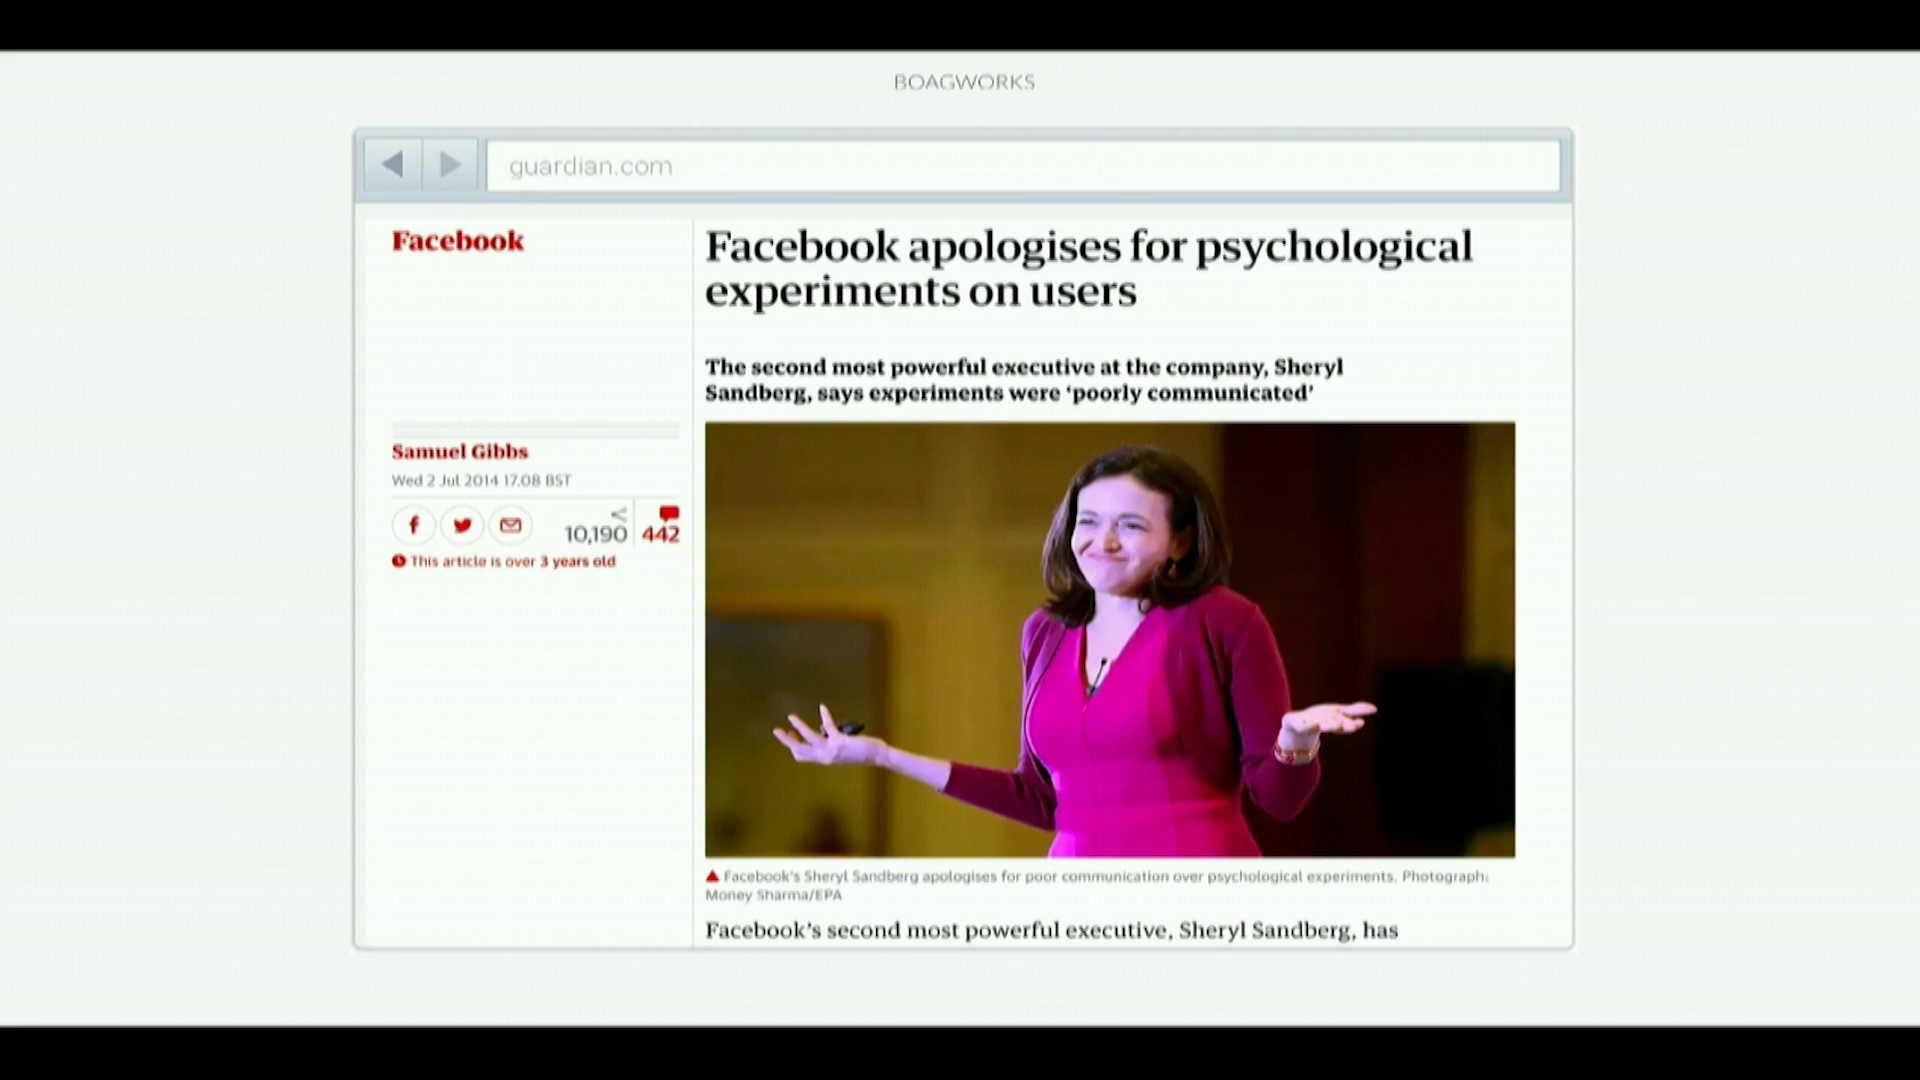 BOAGWORKS
guardian.com
Facebook
Facebook apologises for psychological
experiments on users
The second most powerful executive at the company, Sheryl
Sandberg, says experiments were ‘poorly communicated’
Samuel Gibbs
Wed 2 Jul 2014 17.08 BST
10,190 442
This article is over 3 years old
Facebook's Sheryl Sandberg apologises for poor communication over psychological experiments. Photograph:
Money Sharma/EPA
Facebook’s second most powerful executive, Sheryl Sandberg, has